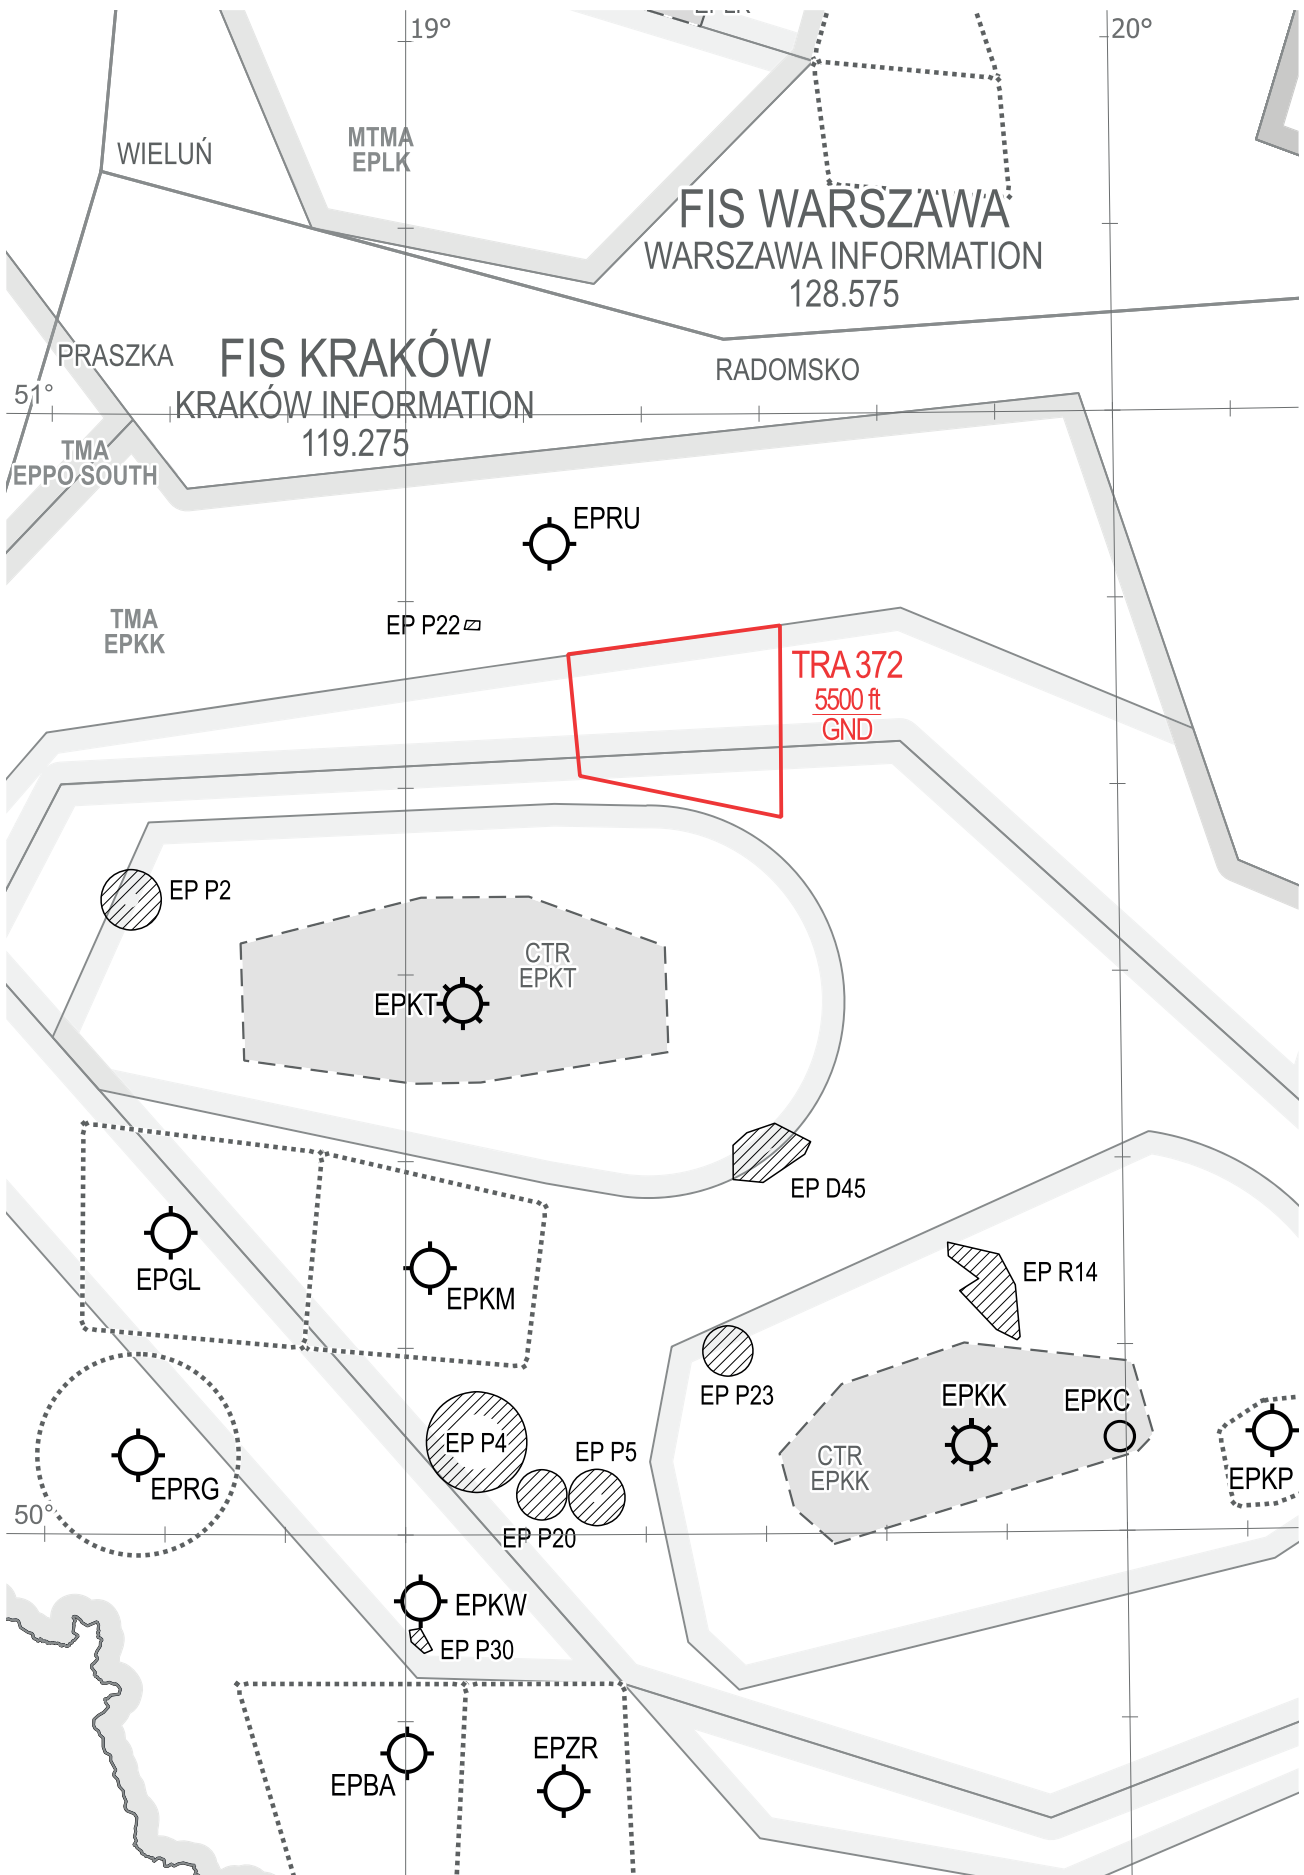 19°
20°
WIELUŃ
MTMA
EPLK
FIS WARSZAWA
WARSZAWA INFORMATION
128.575
PRASZKA
FIS KRAKÓW
KRAKÓW INFORMATION
119.275
RADOMSKO
51°
TMA
EPPO SOUTH
EPRU
TMA
EPKK
EP P22
TRA 372
5500 ft
GND
EP P2
CTR
EPKT
EPKT
EP D45
EPGL
EPKM
EP R14
EP P23
EPKK
EPKC
EP P4
EP P5
CTR
EPKK
EPKP
EPRG
50°
EP P20
EPKW
EP P30
EPZR
EPBA